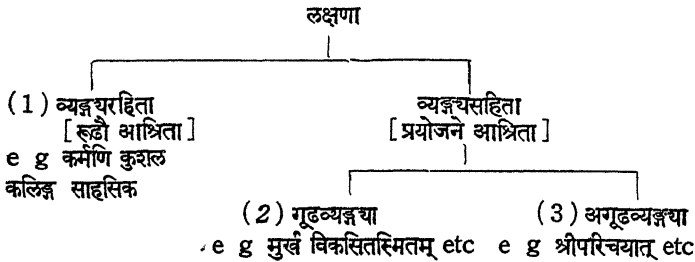 लक्षणा
(1) व्यङ्ग्यरहिता व्यङ्ग्यसहिता
[रूढौ आश्रिता] [प्रयोजने आश्रिता]
e g कर्मणि कुशल
कलिङ्ग साहसिक
(2) गूढव्यङ्ग्या (3) अगूढव्यङ्ग्या
e g मुखं विकसितस्मितम् etc e g श्रीपरिचयात् etc